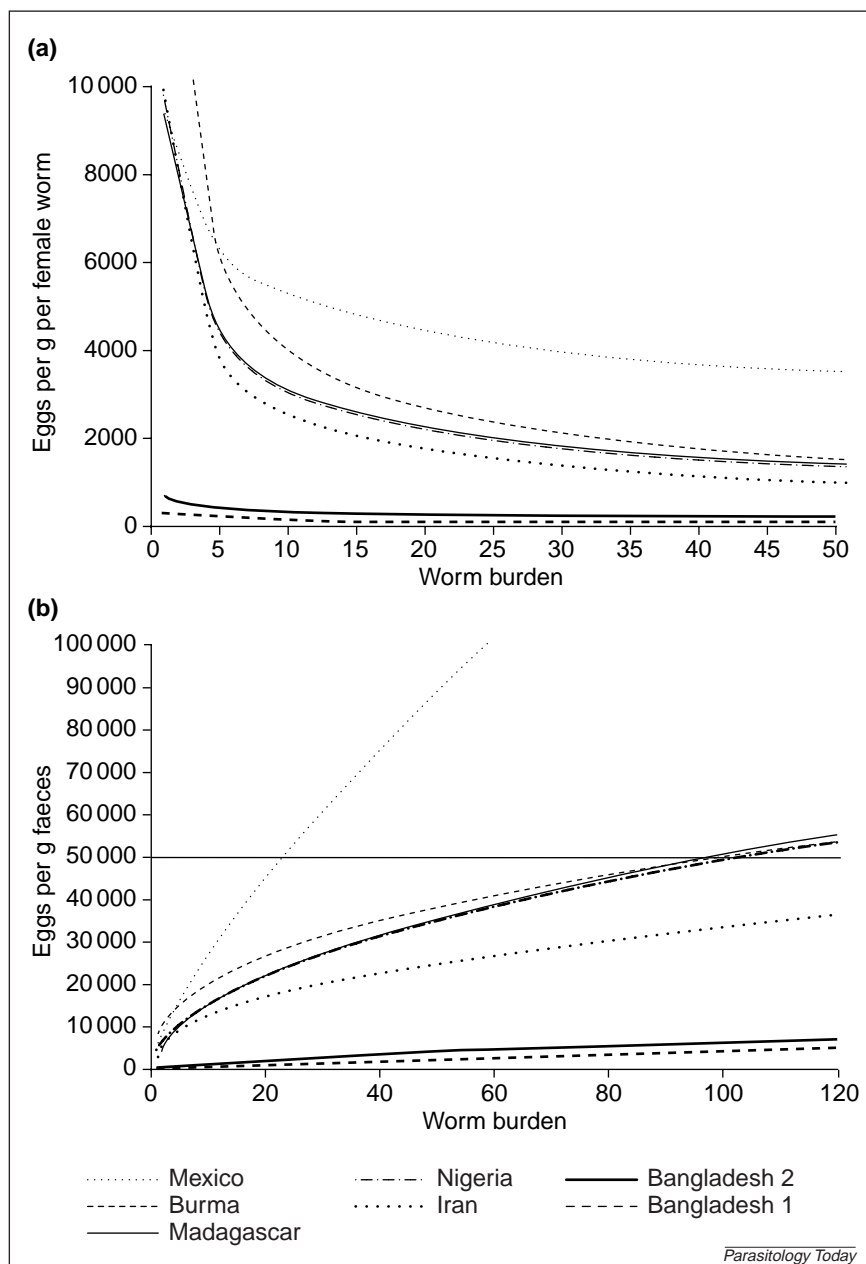 (a)
10 000
8000
6000
4000
2000
0
Eggs per g per female worm
0 5 10 15 20 25 30 35 40 45 50
Worm burden
(b)
100 000
90 000
80 000
70 000
60 000
50 000
40 000
30 000
20 000
10 000
0
Eggs per g faeces
0 20 40 60 80 100 120
Worm burden
Mexico Nigeria Bangladesh 2
Burma Iran Bangladesh 1
Madagascar
Parasitology Today